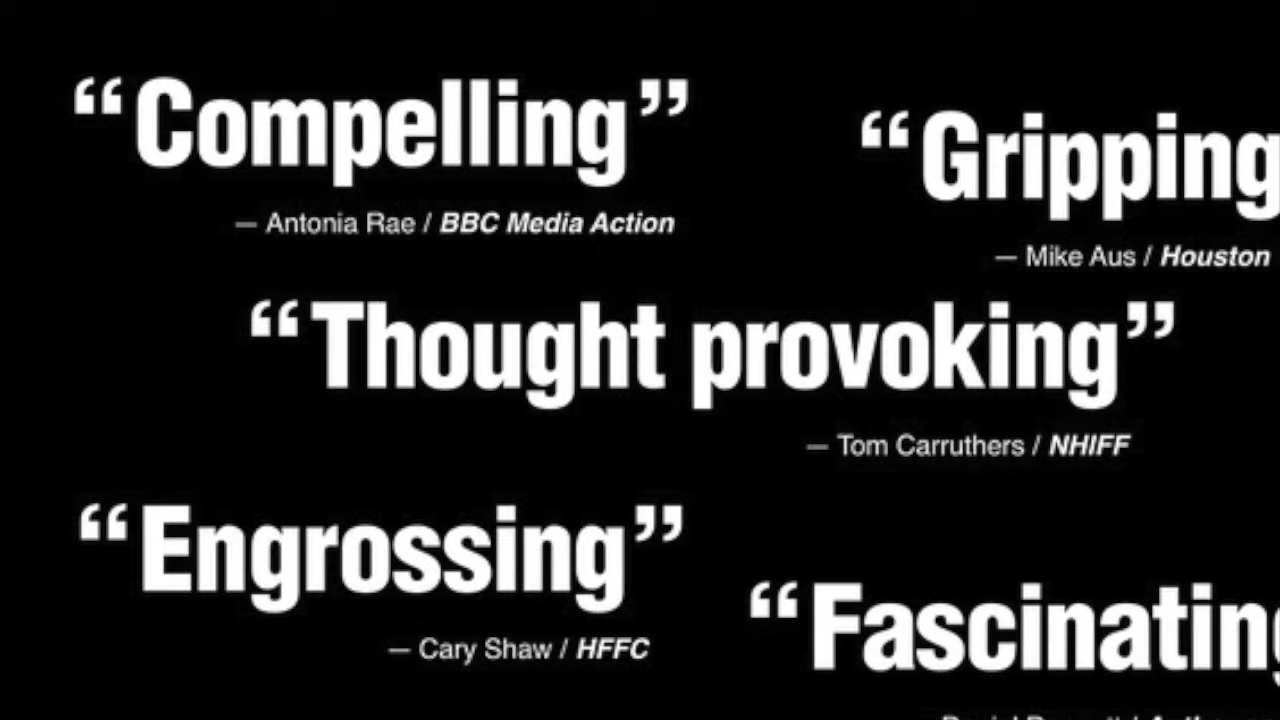 “Compelling”
— Antonia Rae / BBC Media Action
“Gripping
— Mike Aus / Houston
“Thought provoking”
— Tom Carruthers / NHIFF
“Engrossing”
— Cary Shaw / HFFC
“Fascinating